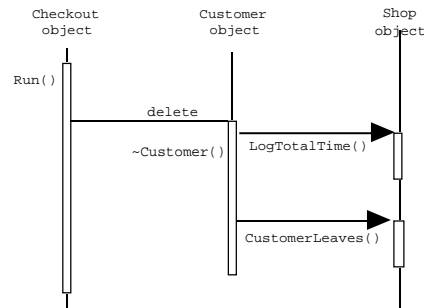 Checkout
object
Customer
object
Shop
object
Run()
delete
~Customer()
LogTotalTime()
CustomerLeaves()